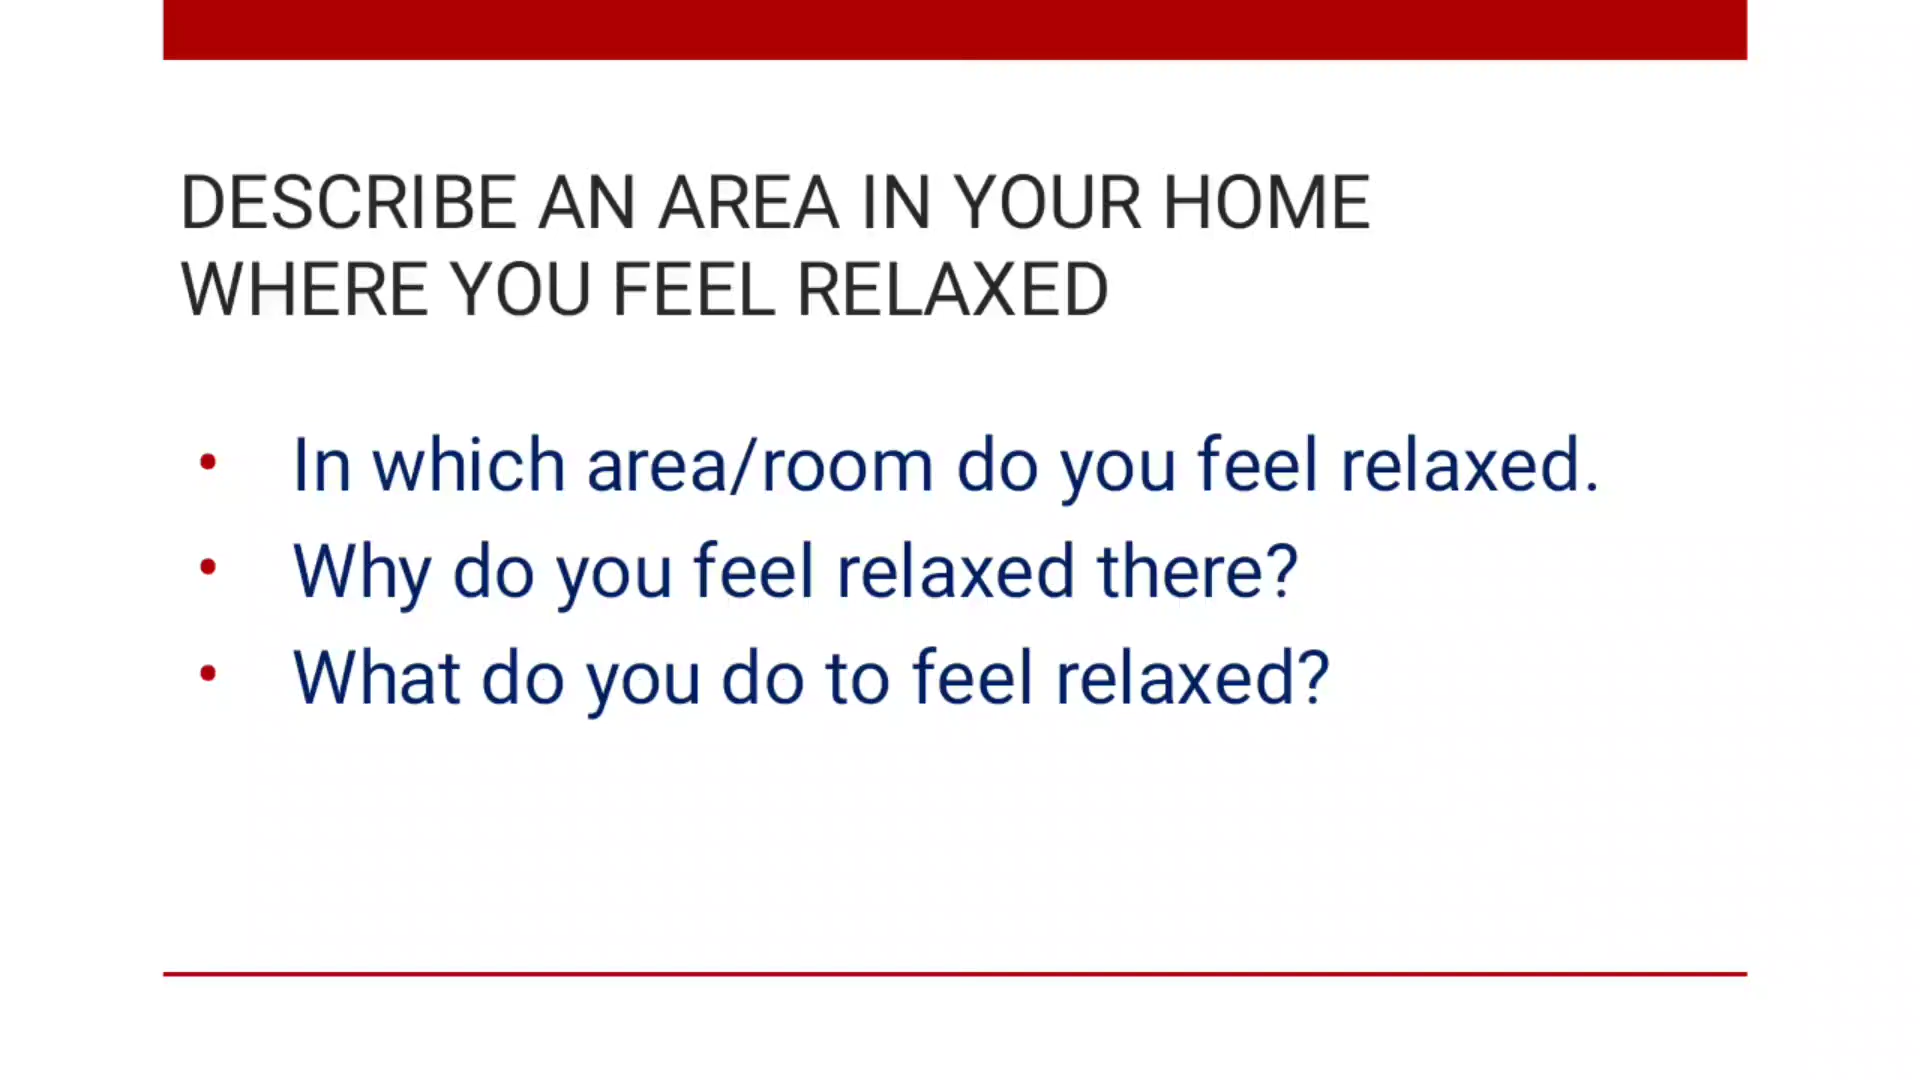 DESCRIBE AN AREA IN YOUR HOME
WHERE YOU FEEL RELAXED
• In which area/room do you feel relaxed.
• Why do you feel relaxed there?
• What do you do to feel relaxed?